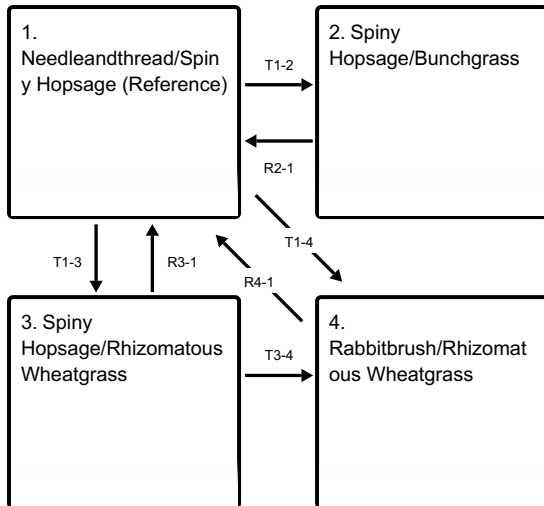 1.
Needleandthread/Spin
y Hopsage (Reference)
T1-2
2. Spiny
Hopsage/Bunchgrass
R2-1
T1-4
T1-3
R3-1
R4-1
3. Spiny
Hopsage/Rhizomatous
Wheatgrass
T3-4
4.
Rabbitbrush/Rhizomat
ous Wheatgrass